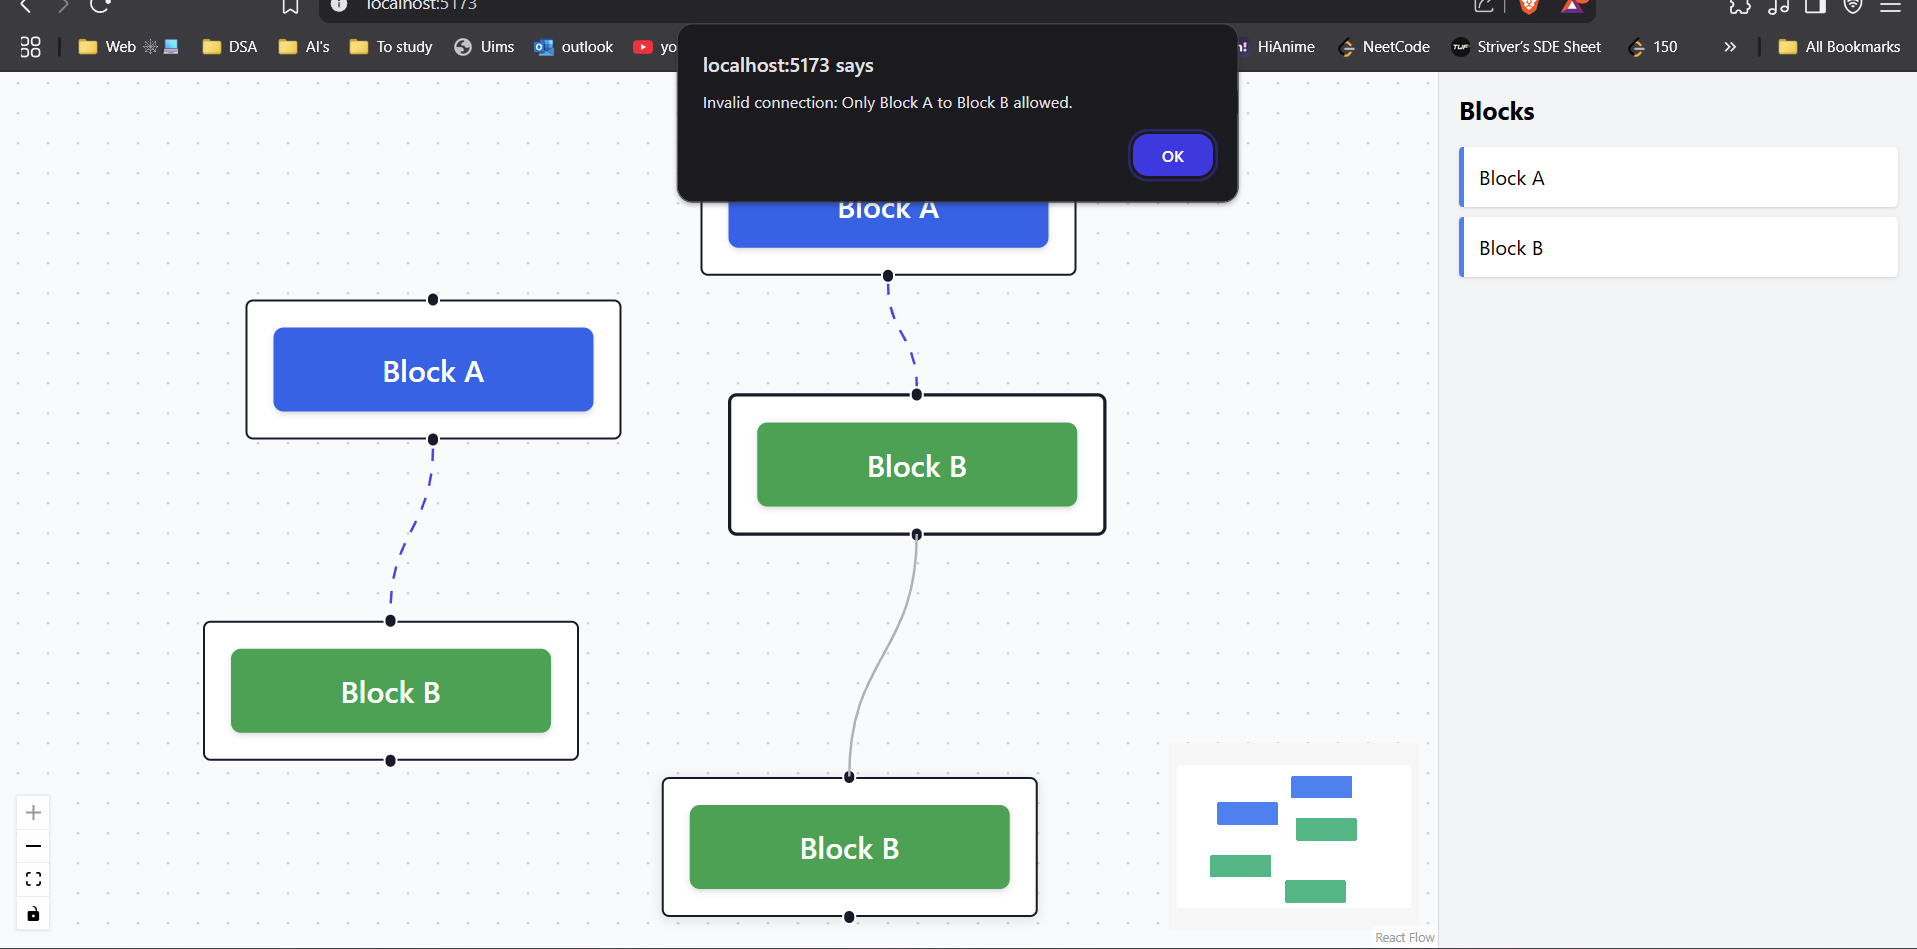 localhost:5173
Web
DSA
AI's
To study
Uims
outlook
yo
HiAnime
NeetCode
TUF
Striver's SDE Sheet
150
»
All Bookmarks
localhost:5173 says
Invalid connection: Only Block A to Block B allowed.
OK
Blocks
Block A
Block B
Block A
Block A
Block B
Block B
Block B
React Flow